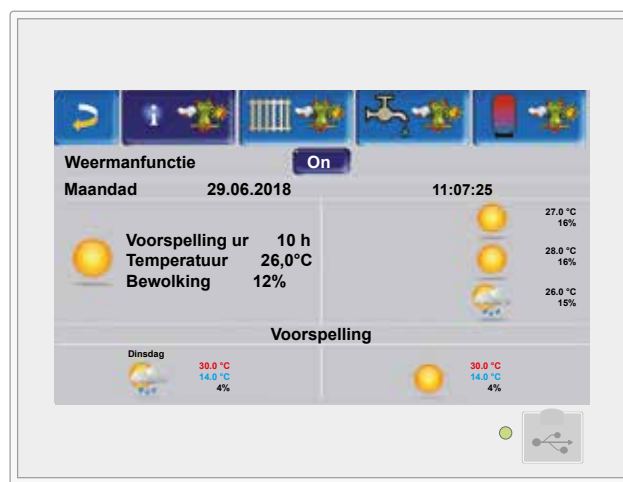 i
Weermanfunctie On
Maandad 29.06.2018 11:07:25
Voorspelling ur 10 h
Temperatuur 26,0°C
Bewolking 12%
27.0 °C
16%
28.0 °C
16%
26.0 °C
15%
Voorspelling
Dinsdag
30.0 °C
14.0 °C
4%
30.0 °C
14.0 °C
4%